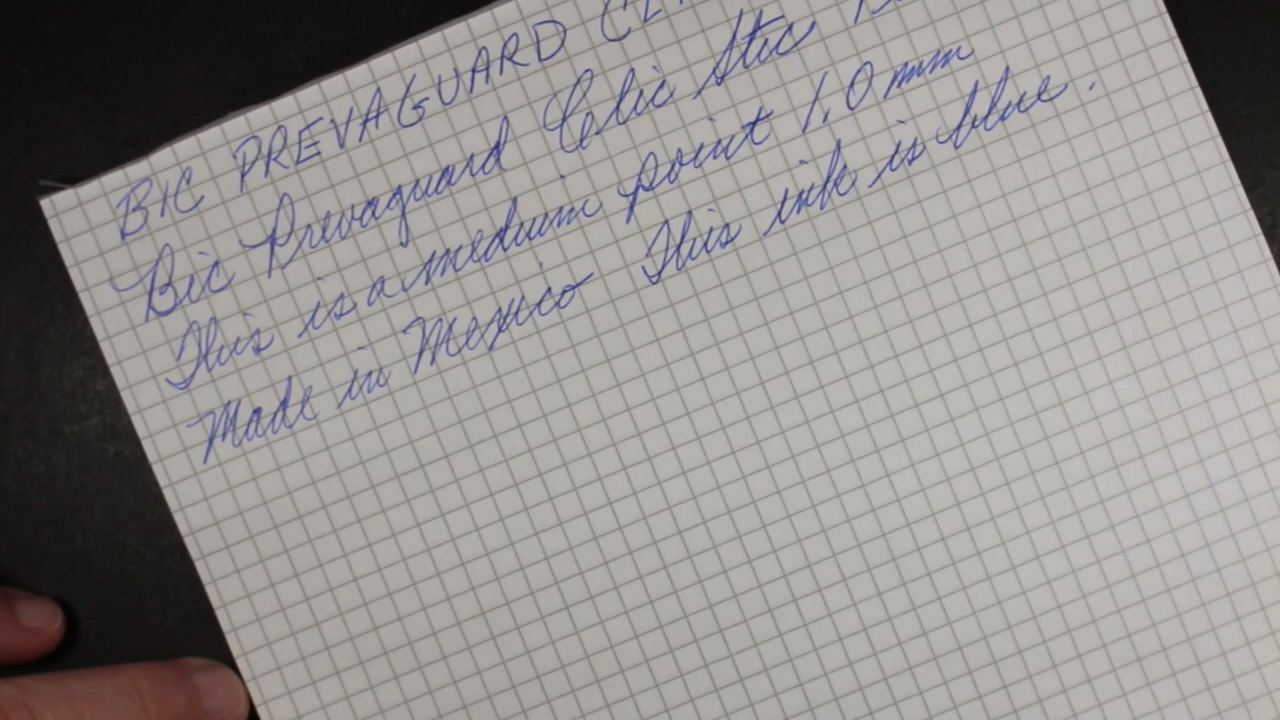 BIC PREVAGUARD
Bic Prevaguard Clic Stic
This is a medium point 1.0 mm
Made in Mexico This ink is blue.